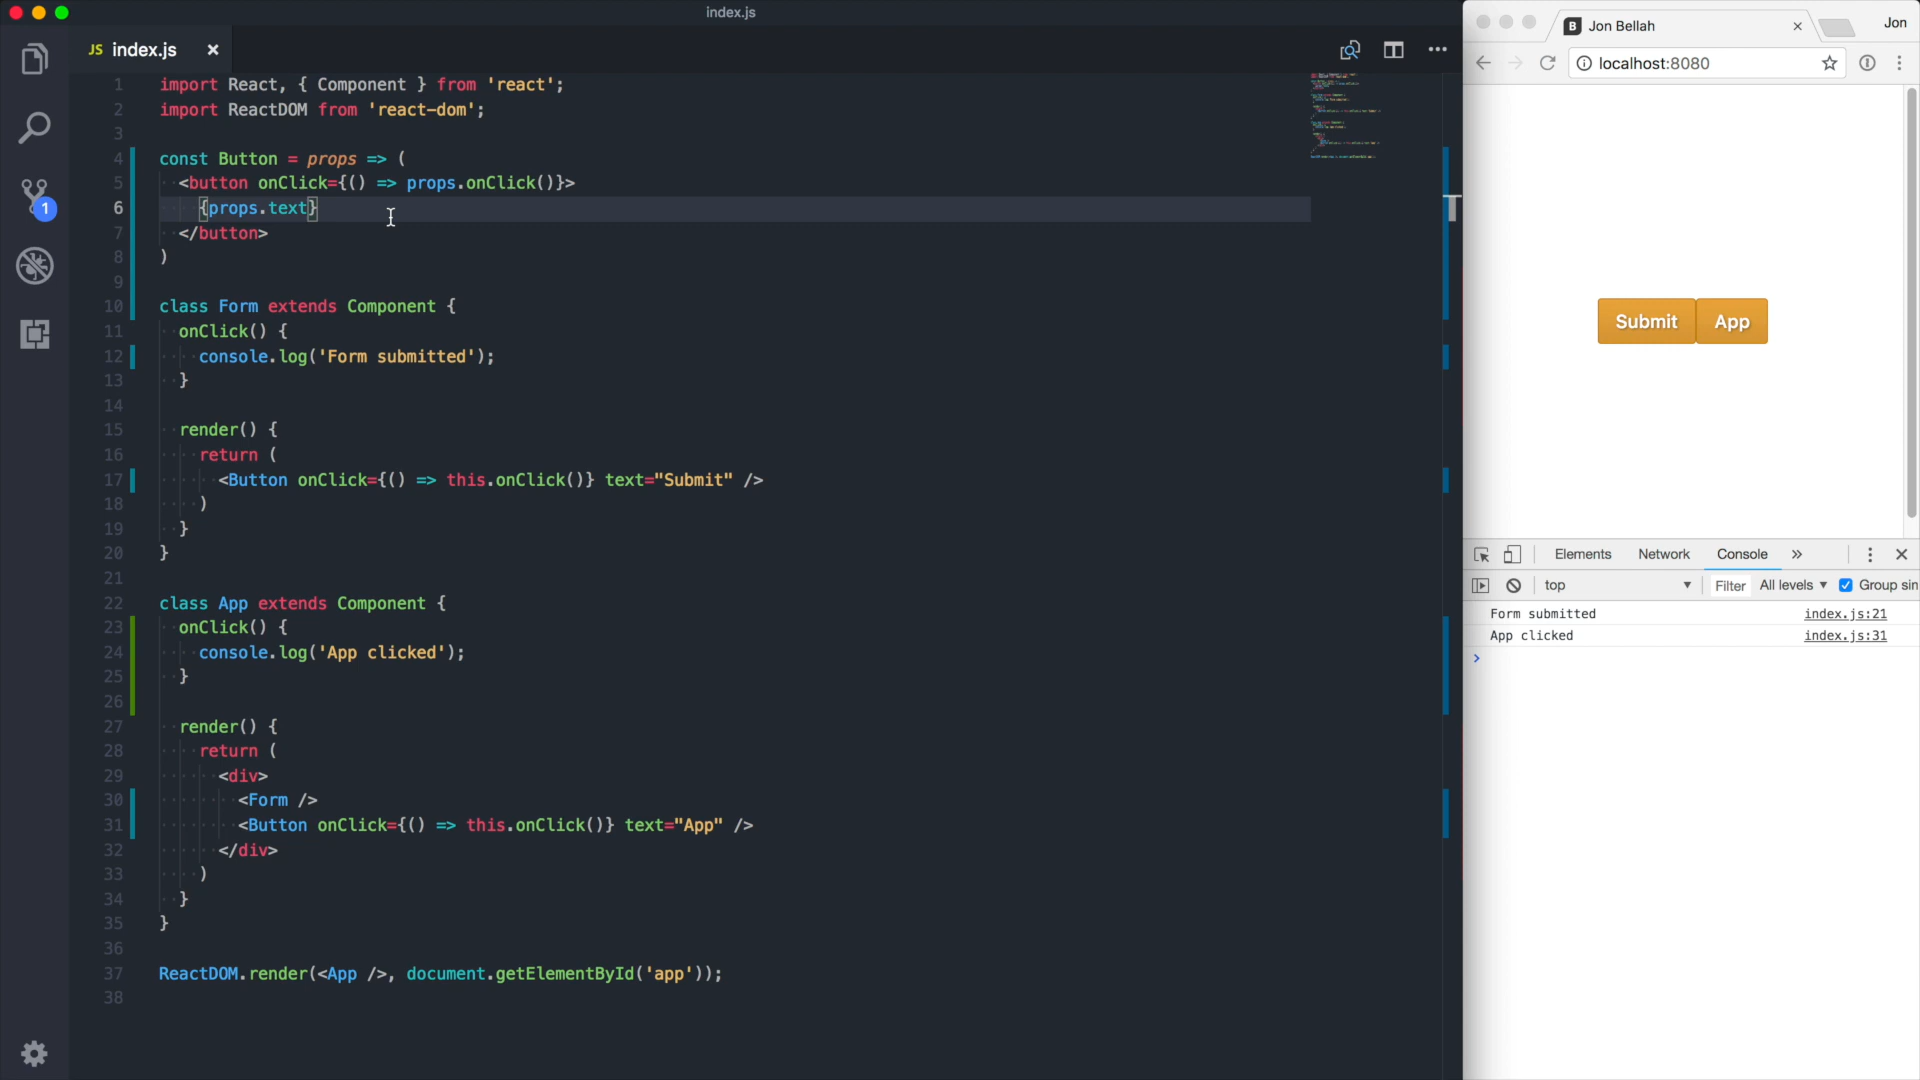 index.js
JS index.js ×
1 import React, { Component } from 'react';
2 import ReactDOM from 'react-dom';
3
4 const Button = props => (
5 <button onClick={() => props.onClick()}>
6 {props.text}
7 </button>
8 )
9
10 class Form extends Component {
11 onClick() {
12 console.log('Form submitted');
13 }
14
15 render() {
16 return (
17 <Button onClick={() => this.onClick()} text="Submit" />
18 )
19 }
20 }
21
22 class App extends Component {
23 onClick() {
24 console.log('App clicked');
25 }
26
27 render() {
28 return (
29 <div>
30 <Form />
31 <Button onClick={() => this.onClick()} text="App" />
32 </div>
33 )
34 }
35 }
36
37 ReactDOM.render(<App />, document.getElementById('app'));
38
1
B Jon Bellah ×
Jon
localhost:8080
Submit App
Elements Network Console »
top Filter All levels Group sin
Form submitted index.js:21
App clicked index.js:31
>